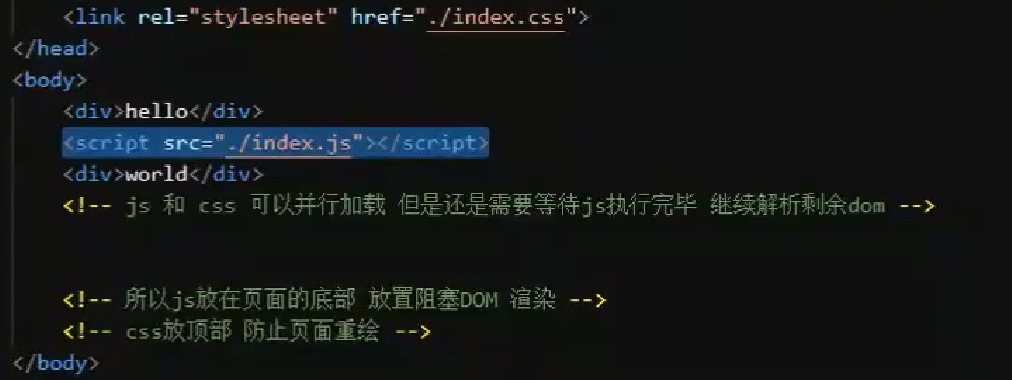 <link rel="stylesheet" href="./index.css">
</head>
<body>
<div>hello</div>
<script src="./index.js"></script>
<div>world</div>
<!-- js 和 css 可以并行加载 但是还是需要等待js执行完毕 继续解析剩余dom -->
<!-- 所以js放在页面的底部 放置阻塞DOM 渲染 -->
<!-- css放顶部 防止页面重绘 -->
</body>